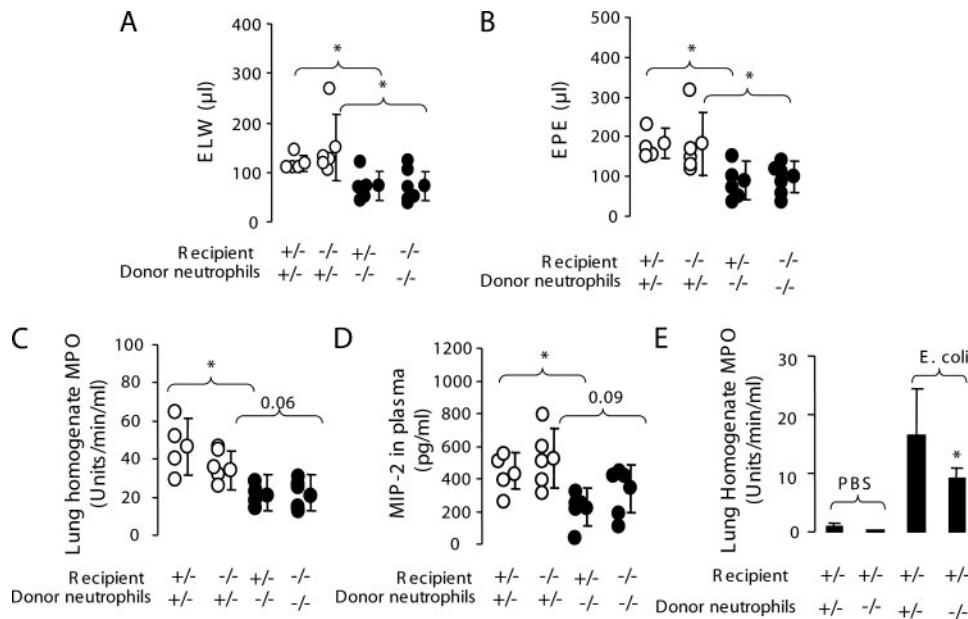 A
ELW (µl)
400
300
200
100
0
*
*
Recipient +/- -/- +/- -/-
Donor neutrophils +/+ +/- -/- -/-
B
EPE (µl)
500
400
300
200
100
0
*
*
Recipient +/- -/- +/- -/-
Donor neutrophils +/- +/- -/- -/-
C
Lung homogenate MPO
(Units/min/ml)
100
80
60
40
20
0
*
0.06
Recipient +/- -/- +/- -/-
Donor neutrophils +/- +/- -/- -/-
D
MIP-2 in plasma
(pg/ml)
1200
1000
800
600
400
200
0
*
0.09
Recipient +/- -/- +/- -/-
Donor neutrophils +/- +/- -/- -/-
E
Lung Homogenate MPO
(Units/min/ml)
30
20
10
0
PBS
E. coli
*
Recipient +/- +/- +/- +/-
Donor neutrophils +/- -/- +/- -/-